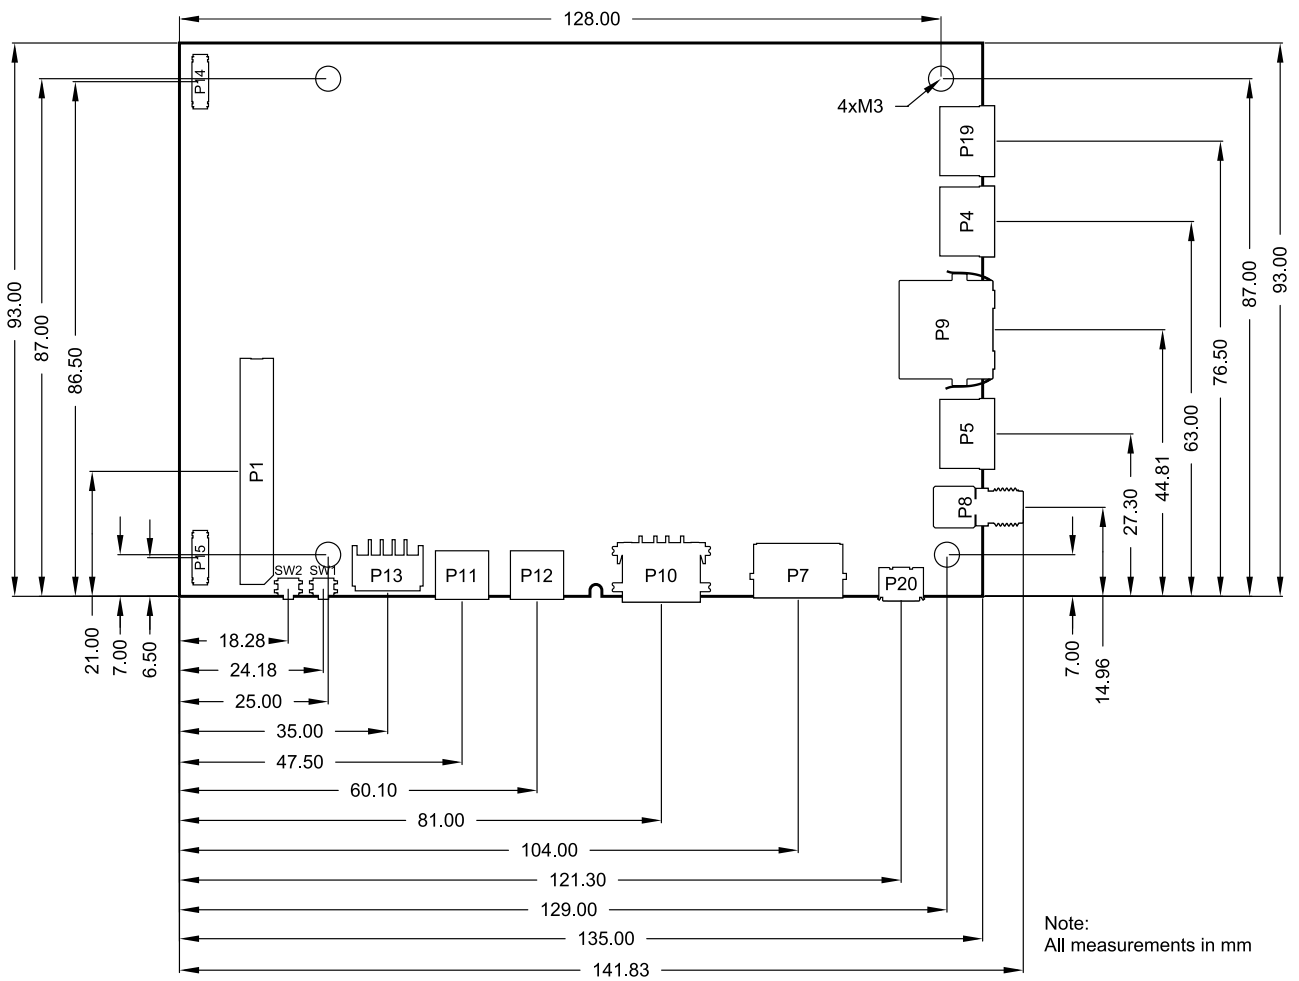 128.00
P14
4xM3
P19
P4
P9
P5
P8
P1
P15
SW2
SW1
P13
P11
P12
P10
P7
P20
93.00
87.00
86.50
21.00
7.00
6.50
93.00
87.00
76.50
63.00
44.81
27.30
14.96
7.00
18.28
24.18
25.00
35.00
47.50
60.10
81.00
104.00
121.30
129.00
135.00
141.83
Note:
All measurements in mm